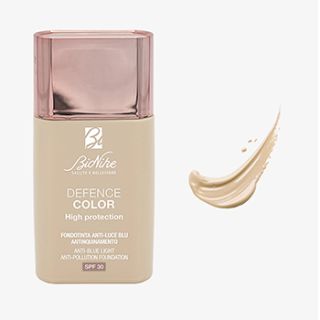 BioNike
DEFENCE
COLOR
High protection
FONDOTINTA ANTI-LUCE BLU
ANTINQUINAMENTO
ANTI-BLUE LIGHT
ANTI-POLLUTION FOUNDATION
SPF 30